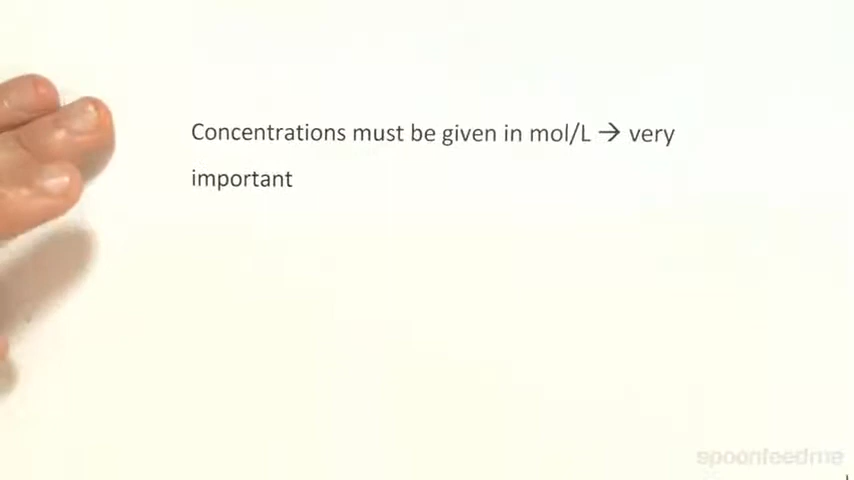 Concentrations must be given in mol/L → very
important
spoonfeedme